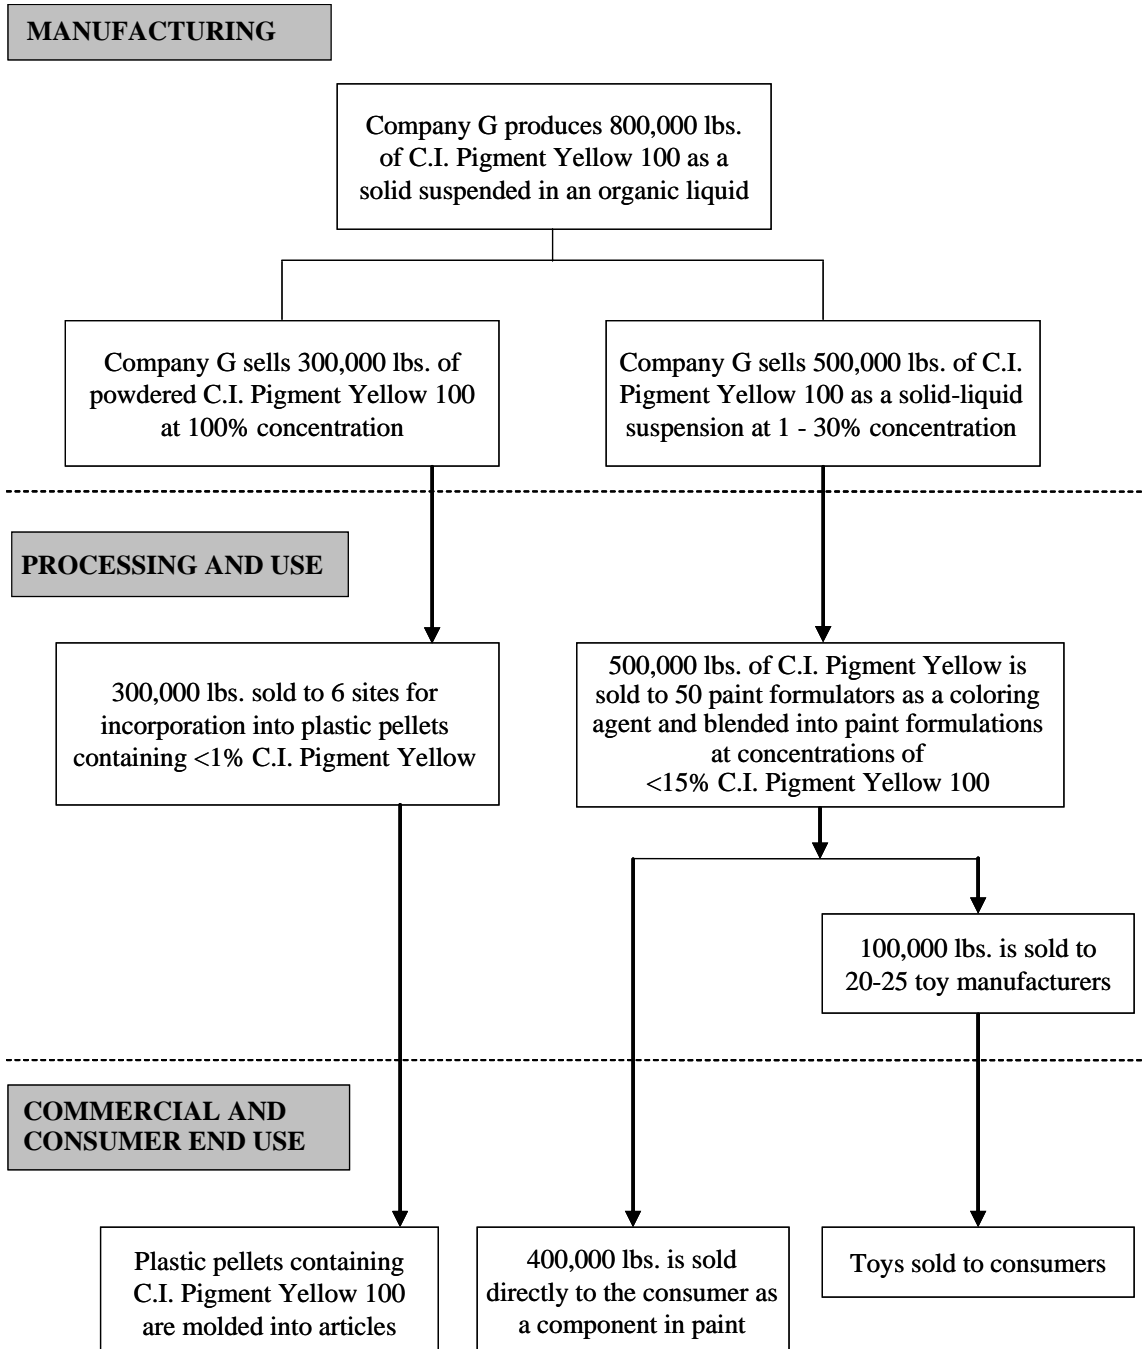 MANUFACTURING
Company G produces 800,000 lbs.
of C.I. Pigment Yellow 100 as a
solid suspended in an organic liquid
Company G sells 300,000 lbs. of
powdered C.I. Pigment Yellow 100
at 100% concentration
Company G sells 500,000 lbs. of C.I.
Pigment Yellow 100 as a solid-liquid
suspension at 1 - 30% concentration
PROCESSING AND USE
300,000 lbs. sold to 6 sites for
incorporation into plastic pellets
containing <1% C.I. Pigment Yellow
500,000 lbs. of C.I. Pigment Yellow is
sold to 50 paint formulators as a coloring
agent and blended into paint formulations
at concentrations of
<15% C.I. Pigment Yellow 100
100,000 lbs. is sold to
20-25 toy manufacturers
COMMERCIAL AND
CONSUMER END USE
Plastic pellets containing
C.I. Pigment Yellow 100
are molded into articles
400,000 lbs. is sold
directly to the consumer as
a component in paint
Toys sold to consumers